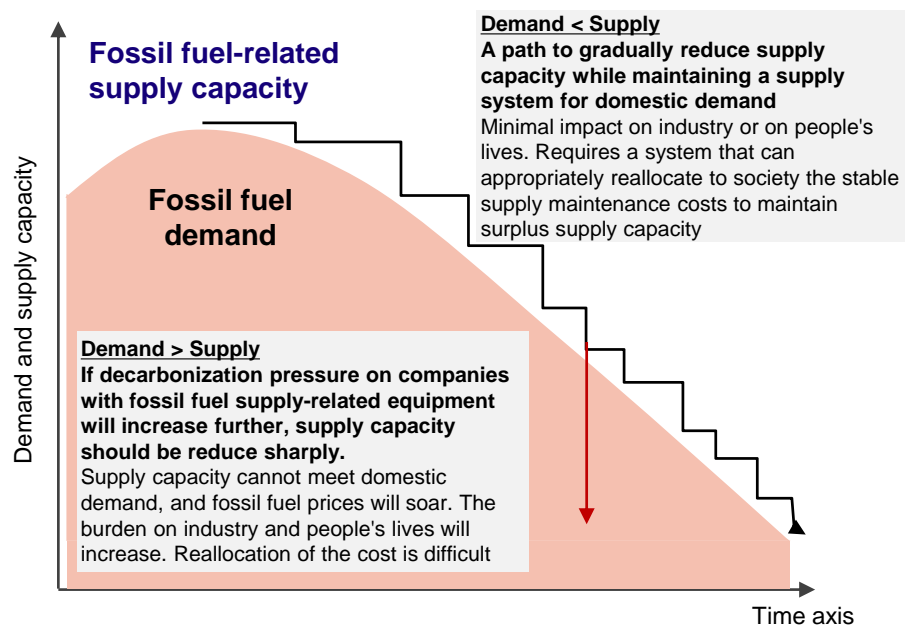 Fossil fuel-related
supply capacity
Demand < Supply
A path to gradually reduce supply
capacity while maintaining a supply
system for domestic demand
Minimal impact on industry or on people's
lives. Requires a system that can
appropriately reallocate to society the stable
supply maintenance costs to maintain
surplus supply capacity
Fossil fuel
demand
Demand and supply capacity
Demand > Supply
If decarbonization pressure on companies
with fossil fuel supply-related equipment
will increase further, supply capacity
should be reduce sharply.
Supply capacity cannot meet domestic
demand, and fossil fuel prices will soar. The
burden on industry and people's lives will
increase. Reallocation of the cost is difficult
Time axis